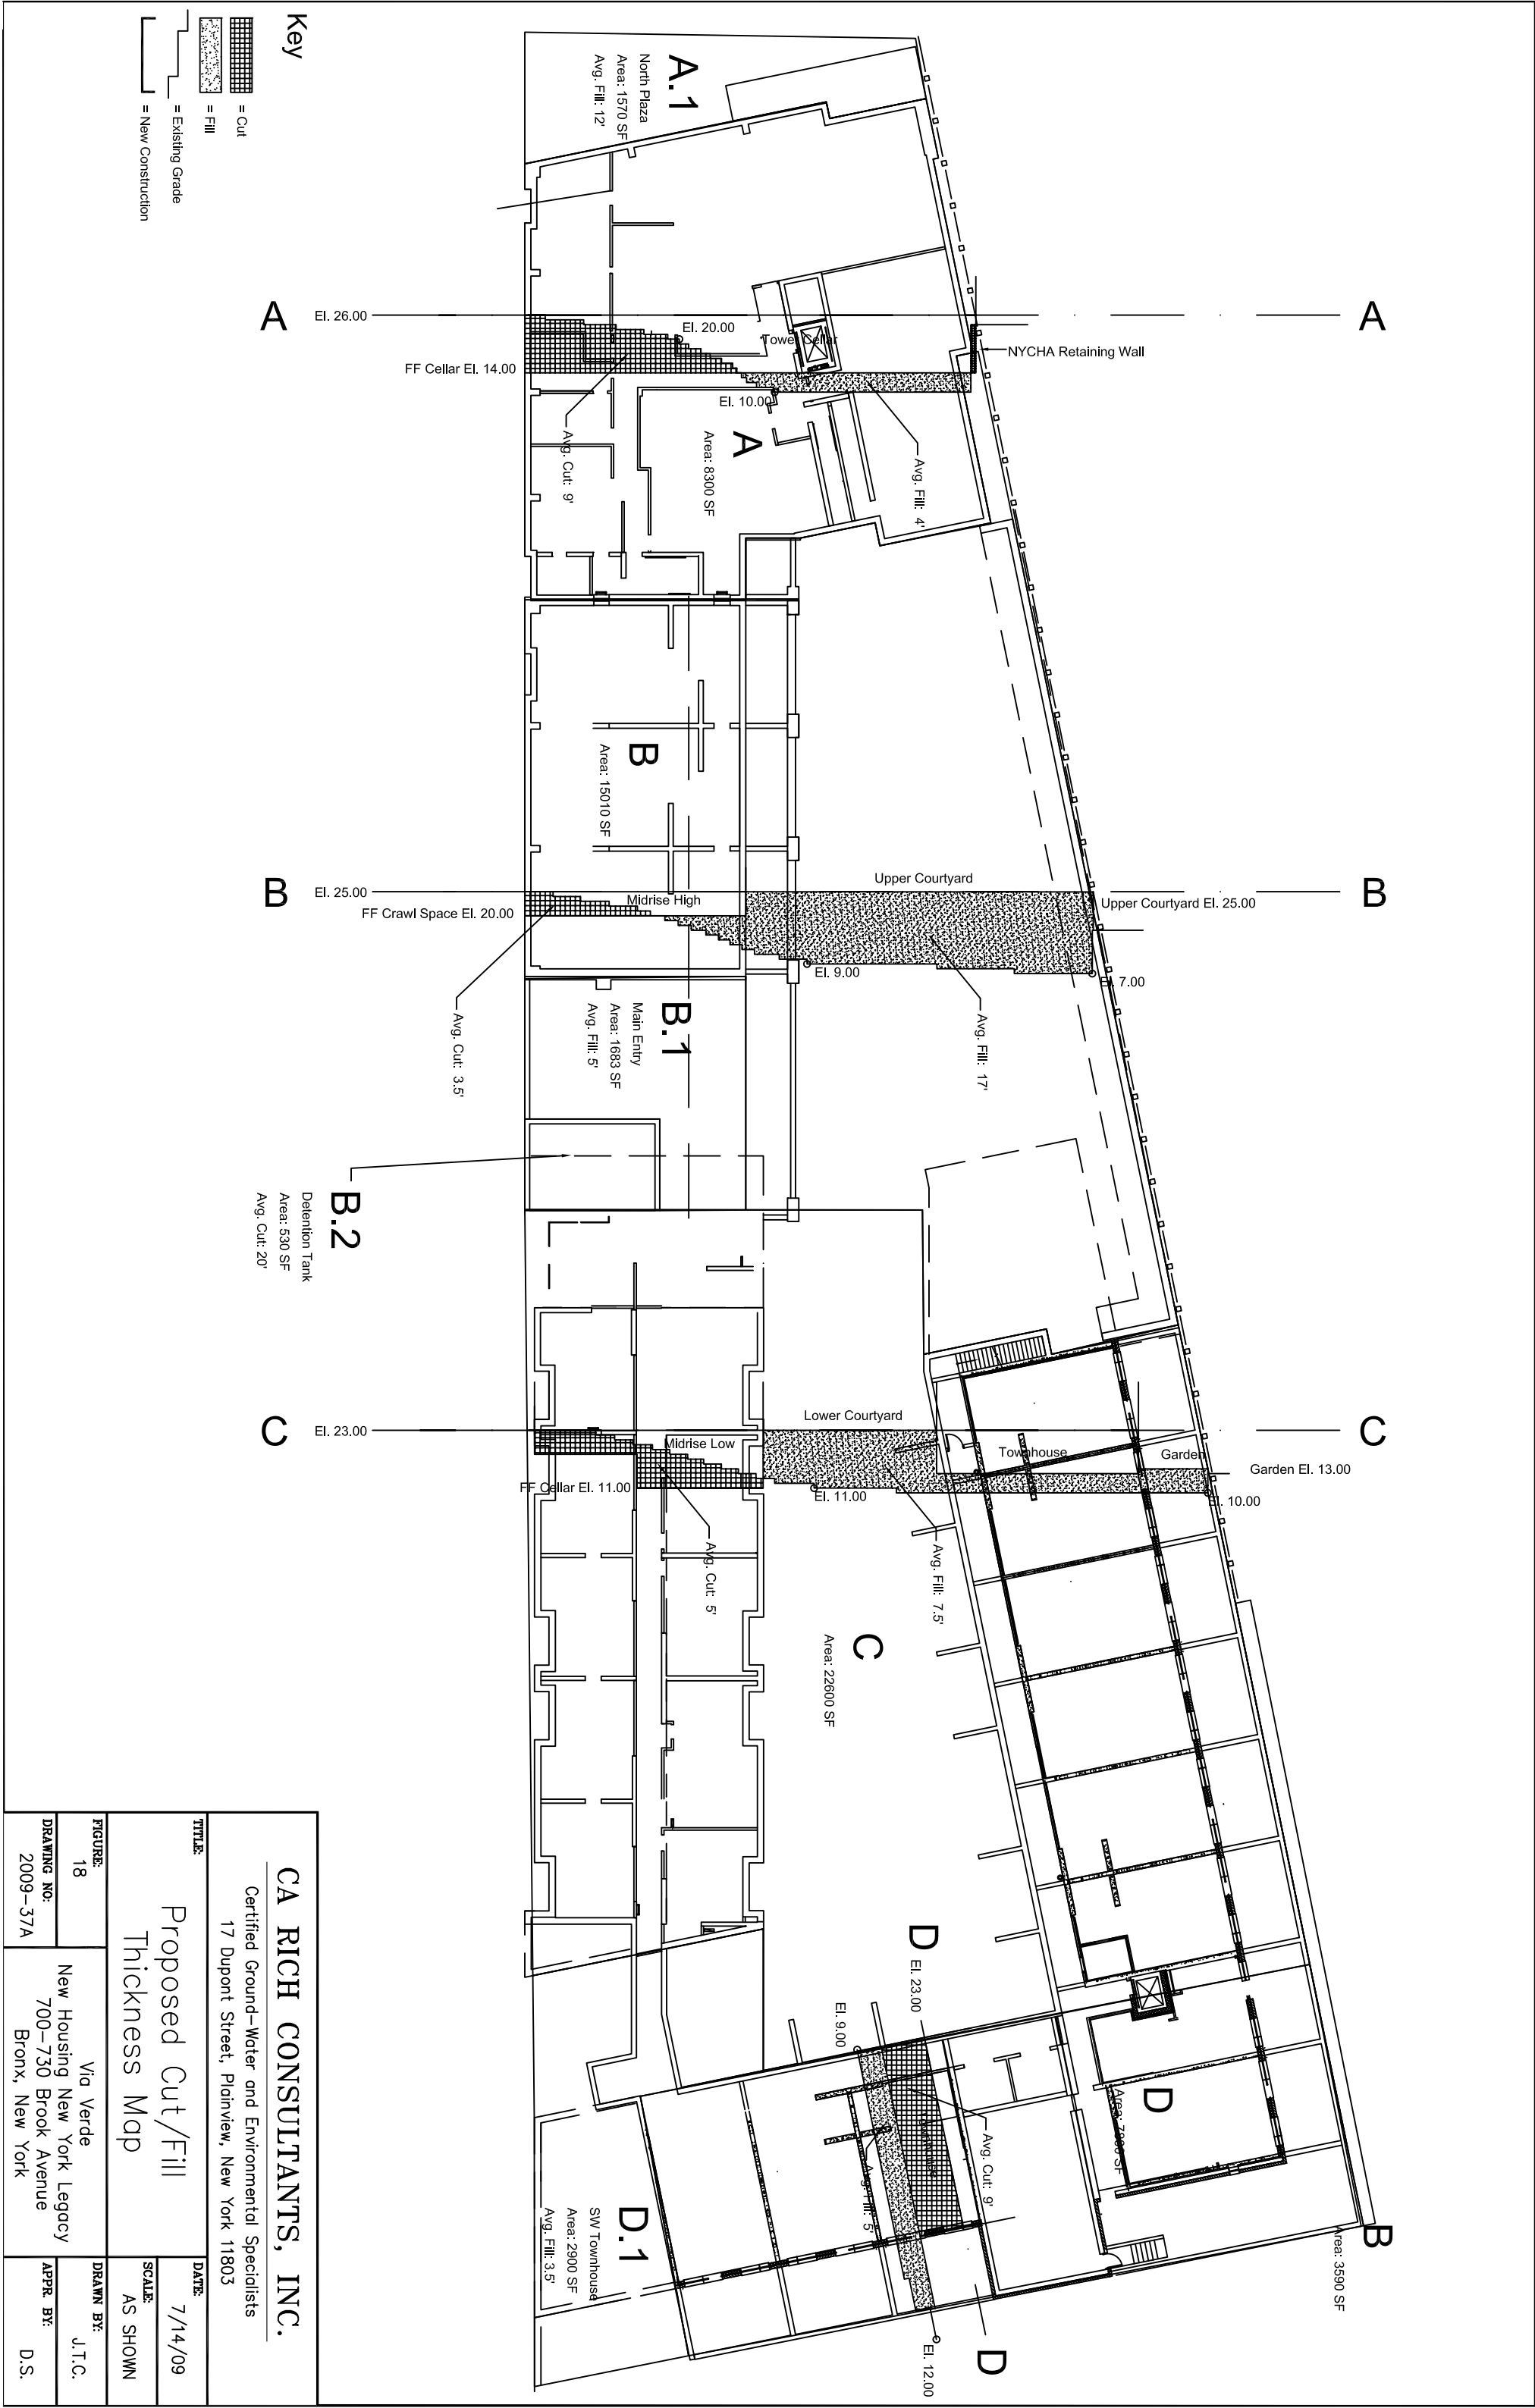 Key
= Cut
= Fill
= Existing Grade
= New Construction
A.1
North Plaza
Area: 1570 SF
Avg. Fill: 12'
A
El. 26.00
El. 20.00
Tower Cellar
NYCHA Retaining Wall
A
FF Cellar El. 14.00
El. 10.00
Avg. Cut: 9'
A
Area: 8300 SF
Avg. Fill: 4'
B
Area: 15010 SF
B
El. 25.00
Midrise High
Upper Courtyard
Upper Courtyard El. 25.00
B
FF Crawl Space El. 20.00
El. 9.00
El. 7.00
Avg. Cut: 3.5'
Avg. Fill: 17'
B.1
Main Entry
Area: 1683 SF
Avg. Fill: 5'
B.2
Detention Tank
Area: 530 SF
Avg. Cut: 20'
C
El. 23.00
Midrise Low
Lower Courtyard
Townhouse
Garden
Garden El. 13.00
C
FF Cellar El. 11.00
El. 11.00
El. 10.00
Avg. Cut: 5'
Avg. Fill: 7.5'
C
Area: 22600 SF
D
El. 23.00
El. 9.00
Avg. Cut: 9'
Avg. Fill: 5'
D
El. 12.00
D
Area: SF
B
Area: 3590 SF
D.1
SW Townhouse
Area: 2900 SF
Avg. Fill: 3.5'
CA RICH CONSULTANTS, INC.
Certified Ground-Water and Environmental Specialists
17 Dupont Street, Plainview, New York 11803
TITLE:
Proposed Cut/Fill
Thickness Map
DATE:
7/14/09
SCALE:
AS SHOWN
FIGURE:
18
DRAWING NO:
2009-37A
Via Verde
New Housing New York Legacy
700-730 Brook Avenue
Bronx, New York
DRAWN BY:
J.T.C.
APPR. BY:
D.S.